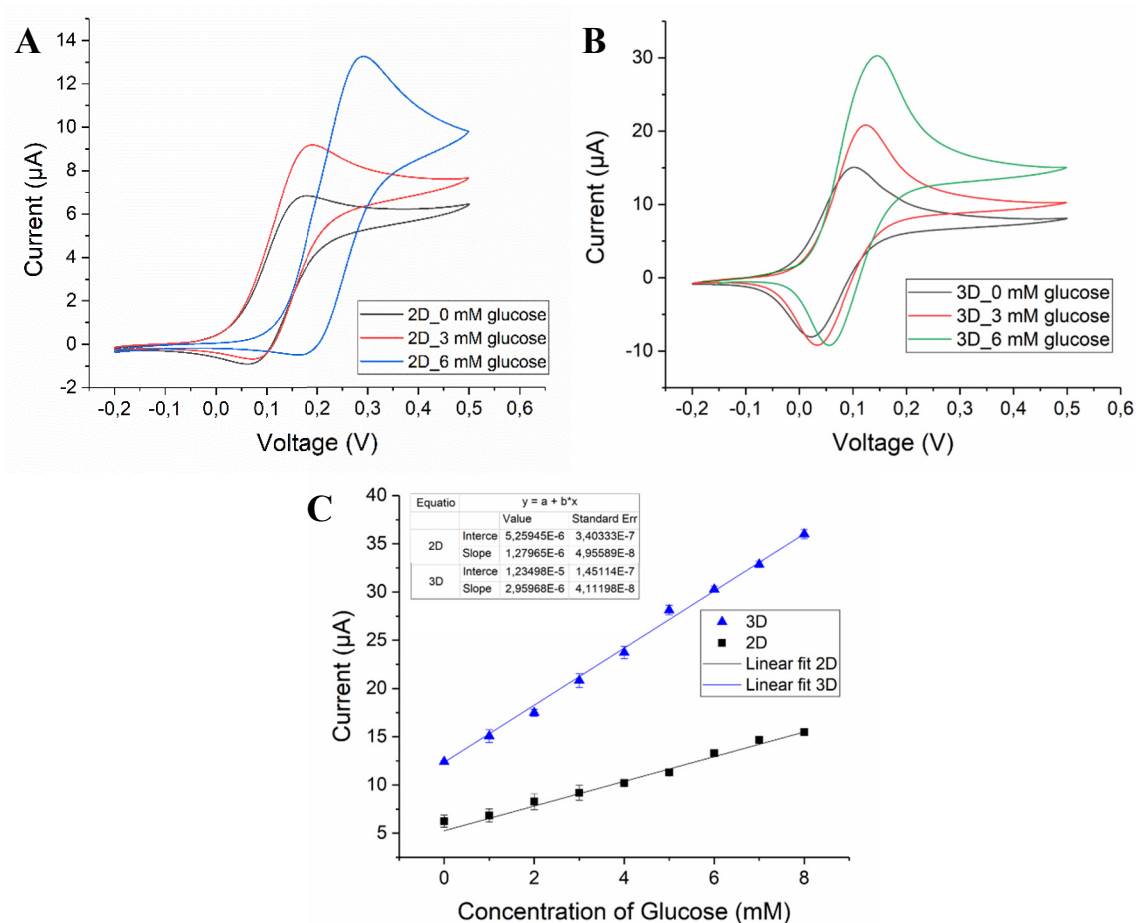 A
Current (µA)
14
12
10
8
6
4
2
0
-2
2D_0 mM glucose
2D_3 mM glucose
2D_6 mM glucose
-0,2 -0,1 0,0 0,1 0,2 0,3 0,4 0,5 0,6
Voltage (V)
B
Current (µA)
30
20
10
0
-10
3D_0 mM glucose
3D_3 mM glucose
3D_6 mM glucose
-0,2 -0,1 0,0 0,1 0,2 0,3 0,4 0,5 0,6
Voltage (V)
C
Current (µA)
40
35
30
25
20
15
10
5
Equatio y = a + b*x
Value Standard Err
2D Interce 5,25945E-6 3,40333E-7
Slope 1,27965E-6 4,95589E-8
3D Interce 1,23498E-5 1,45114E-7
Slope 2,95968E-6 4,11198E-8
3D
2D
Linear fit 2D
Linear fit 3D
0 2 4 6 8
Concentration of Glucose (mM)